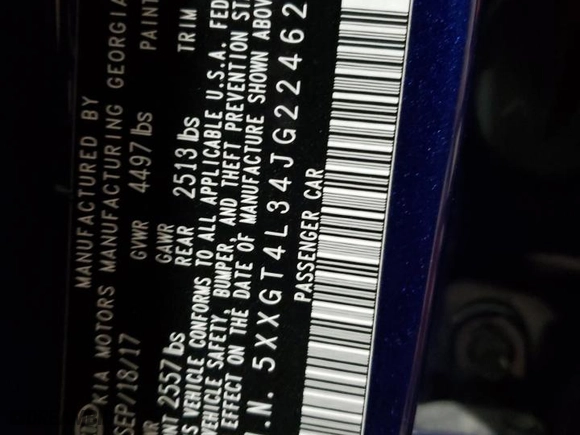 MANUFACTURED BY
KIA MOTORS MANUFACTURING GEORGIA
SEP/18/17 GVWR 4497 lbs PAINT
GAWR
NT 2557 lbs REAR 2513 lbs TRIM
S VEHICLE CONFORMS TO ALL APPLICABLE U.S.A. FED
VEHICLE SAFETY, BUMPER, AND THEFT PREVENTION ST
EFFECT ON THE DATE OF MANUFACTURE SHOWN ABOV
.I.N. 5XXGT4L34JG22462
PASSENGER CAR